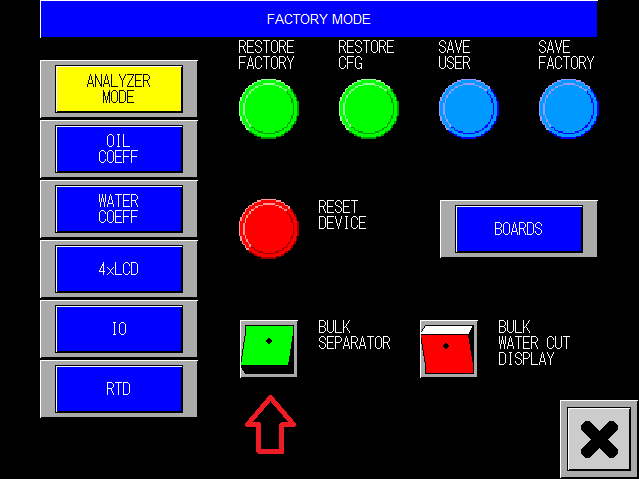 FACTORY MODE
RESTORE
FACTORY
RESTORE
CFG
SAVE
USER
SAVE
FACTORY
ANALYZER
MODE
OIL
COEFF
WATER
COEFF
RESET
DEVICE
BOARDS
4xLCD
IO
BULK
SEPARATOR
BULK
WATER CUT
DISPLAY
RTD